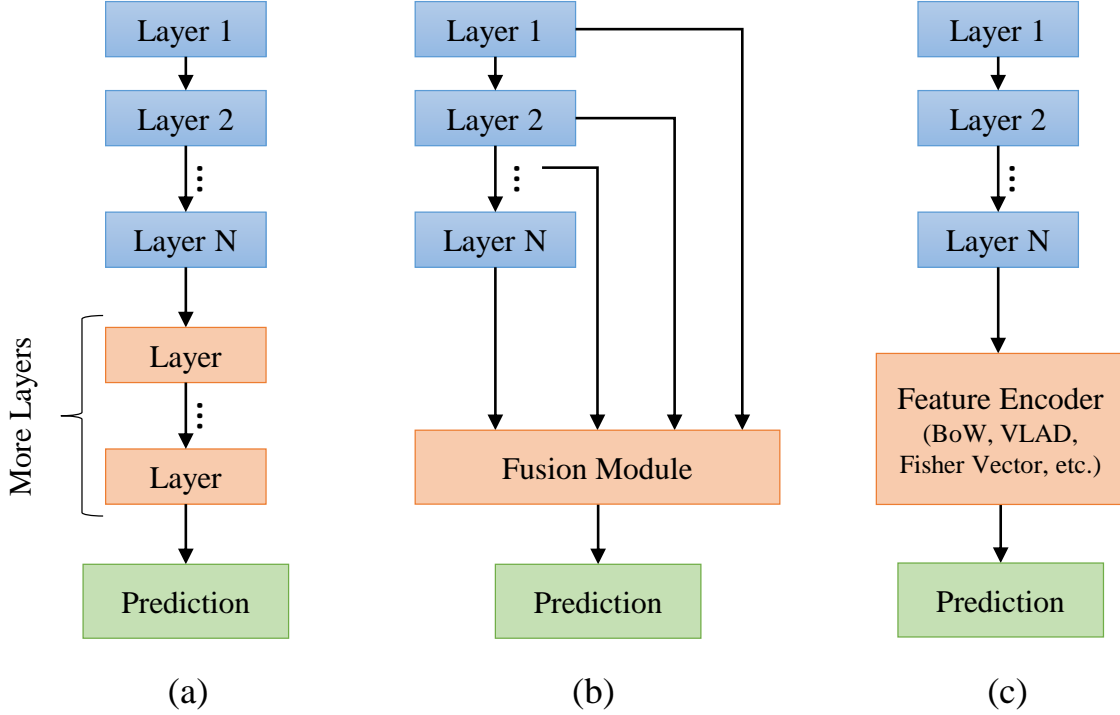 Layer 1
Layer 2
...
Layer N
More Layers
Layer
...
Layer
Prediction
(a)
Layer 1
Layer 2
...
Layer N
Fusion Module
Prediction
(b)
Layer 1
Layer 2
...
Layer N
Feature Encoder
(BoW, VLAD,
Fisher Vector, etc.)
Prediction
(c)